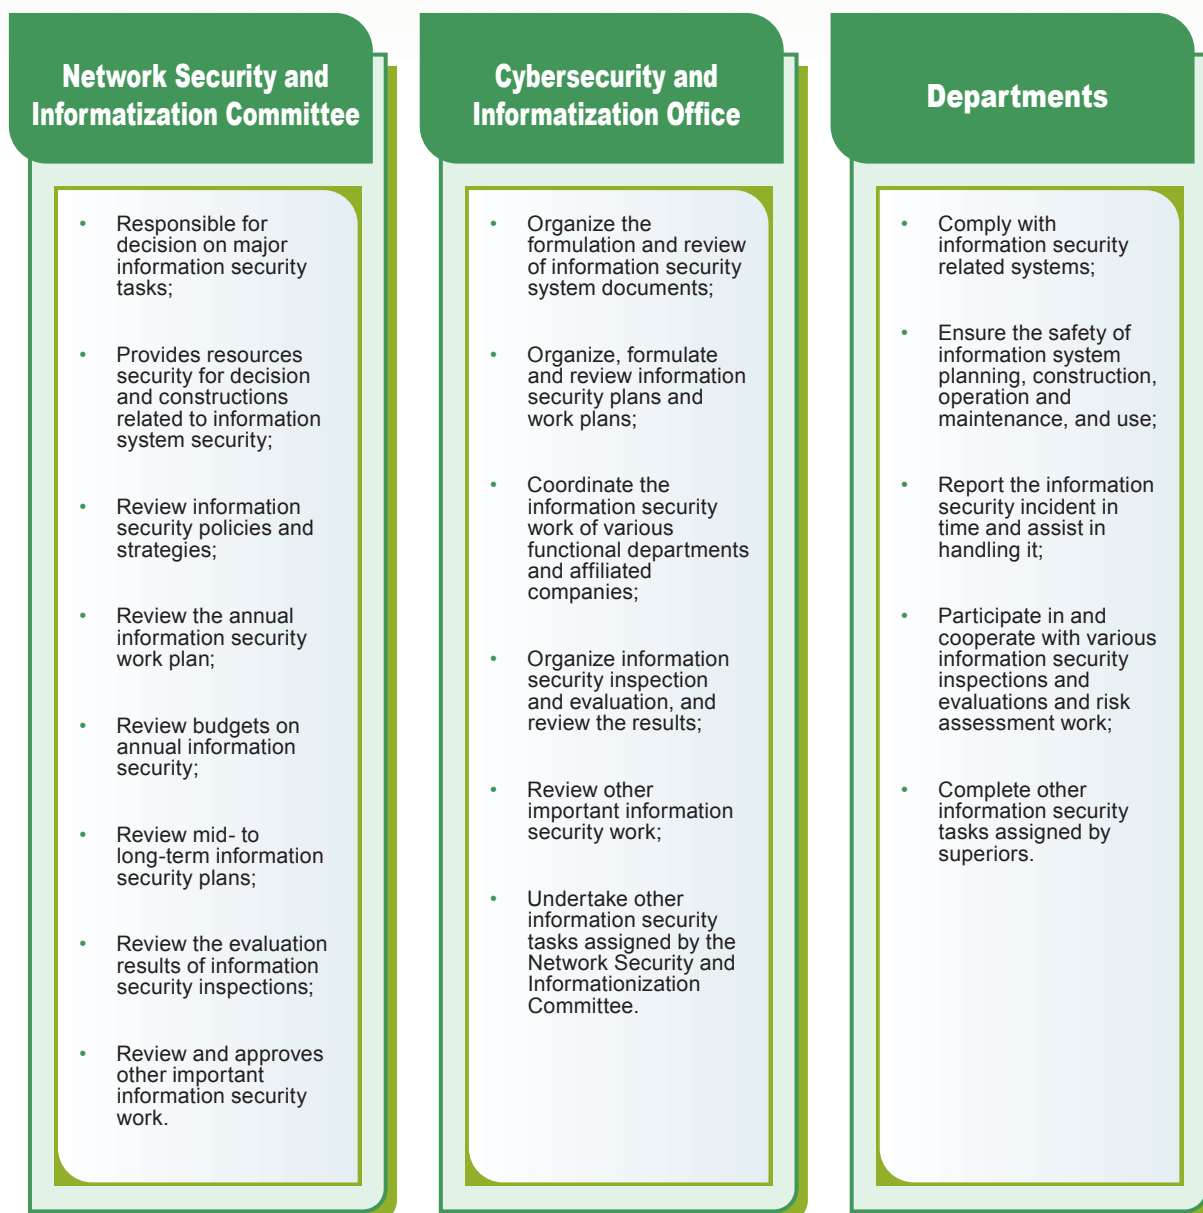 Network Security and
Informatization Committee
• Responsible for
decision on major
information security
tasks;
• Provides resources
security for decision
and constructions
related to information
system security;
• Review information
security policies and
strategies;
• Review the annual
information security
work plan;
• Review budgets on
annual information
security;
• Review mid- to
long-term information
security plans;
• Review the evaluation
results of information
security inspections;
• Review and approves
other important
information security
work.
Cybersecurity and
Informatization Office
• Organize the
formulation and review
of information security
system documents;
• Organize, formulate
and review information
security plans and
work plans;
• Coordinate the
information security
work of various
functional departments
and affiliated
companies;
• Organize information
security inspection
and evaluation, and
review the results;
• Review other
important information
security work;
• Undertake other
information security
tasks assigned by the
Network Security and
Informationization
Committee.
Departments
• Comply with
information security
related systems;
• Ensure the safety of
information system
planning, construction,
operation and
maintenance, and use;
• Report the information
security incident in
time and assist in
handling it;
• Participate in and
cooperate with various
information security
inspections and
evaluations and risk
assessment work;
• Complete other
information security
tasks assigned by
superiors.